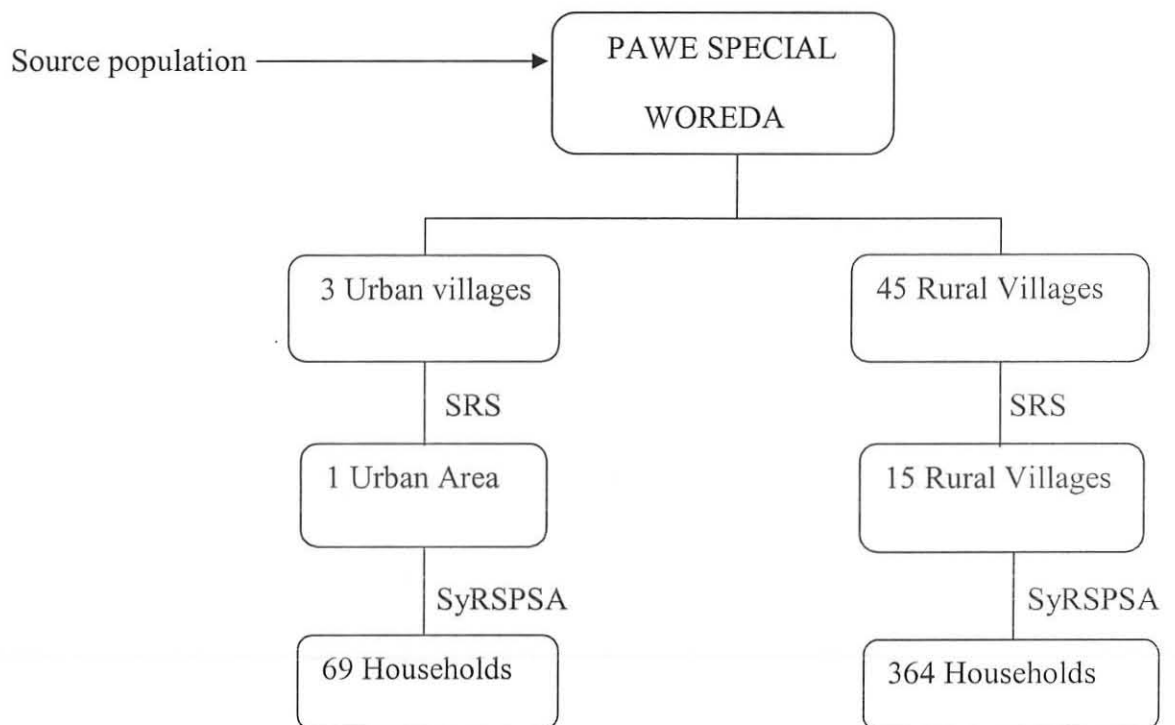 PAWE SPECIAL
Source population
WOREDA
3 Urban villages
45 Rural Villages
SRS
SRS
1 Urban Area
15 Rural Villages
SyRSPSA
SyRSPSA
69 Households
364 Households